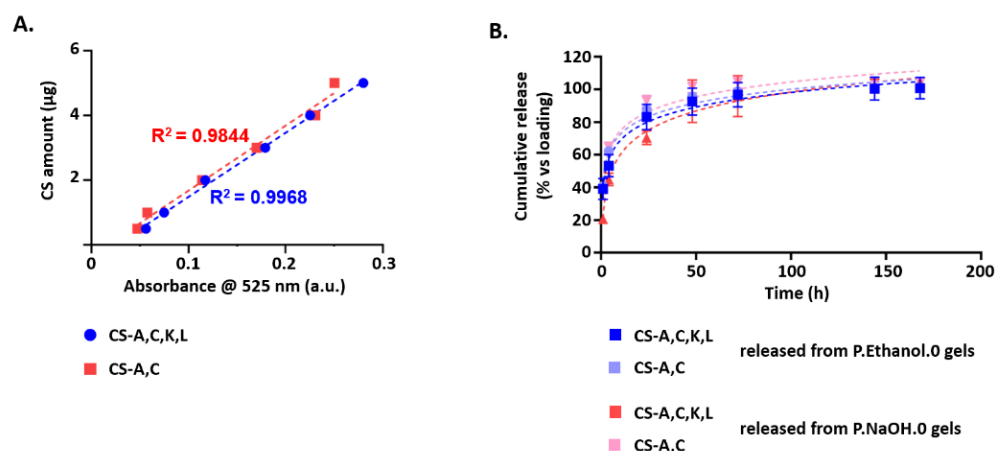 A.
CS amount (µg)
6
4
2
R² = 0.9844
R² = 0.9968
0
0.1
0.2
0.3
Absorbance @ 525 nm (a.u.)
CS-A,C,K,L
CS-A,C
B.
Cumulative release
(% vs loading)
120
100
80
60
40
20
0
0
50
100
150
200
Time (h)
CS-A,C,K,L
CS-A,C
released from P.Ethanol.0 gels
CS-A,C,K,L
CS-A,C
released from P.NaOH.0 gels